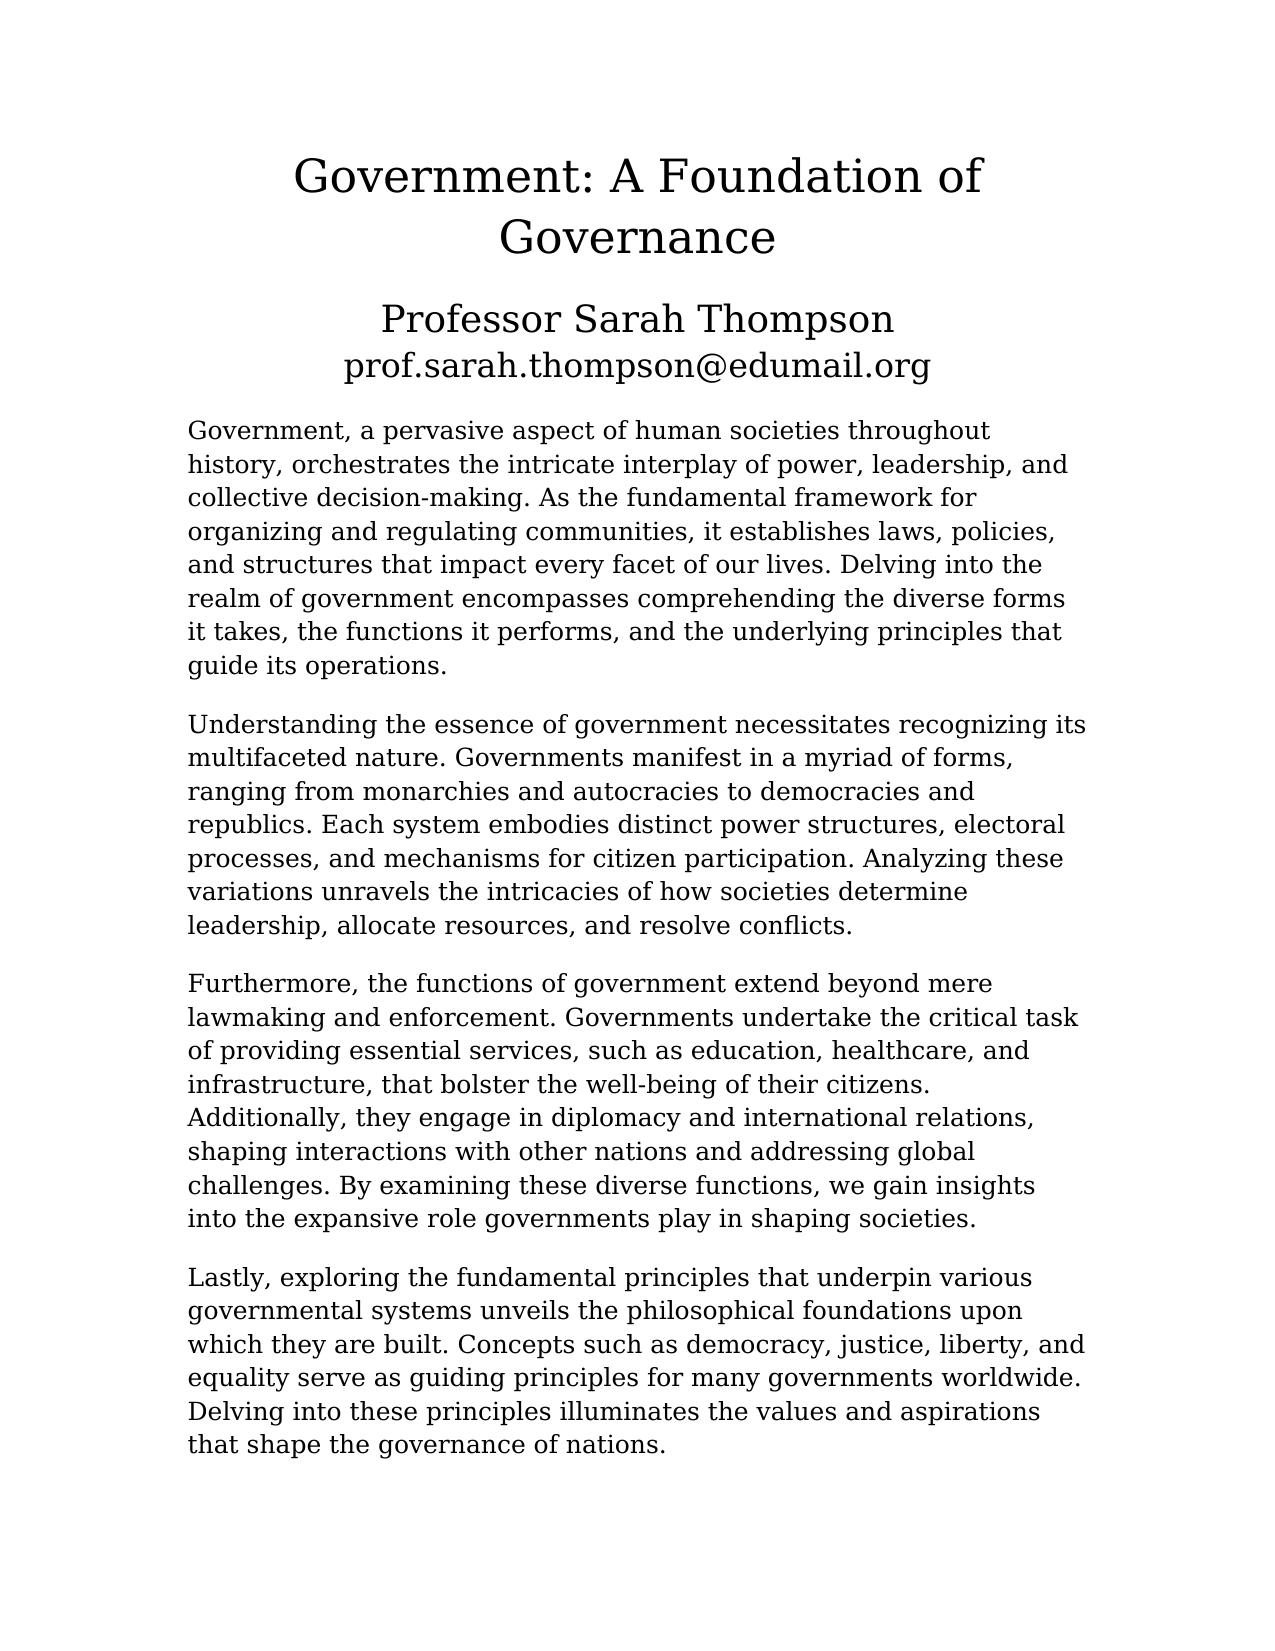 Government: A Foundation of
Governance
Professor Sarah Thompson
prof.sarah.thompson@edumail.org
Government, a pervasive aspect of human societies throughout
history, orchestrates the intricate interplay of power, leadership, and
collective decision-making. As the fundamental framework for
organizing and regulating communities, it establishes laws, policies,
and structures that impact every facet of our lives. Delving into the
realm of government encompasses comprehending the diverse forms
it takes, the functions it performs, and the underlying principles that
guide its operations.
Understanding the essence of government necessitates recognizing its
multifaceted nature. Governments manifest in a myriad of forms,
ranging from monarchies and autocracies to democracies and
republics. Each system embodies distinct power structures, electoral
processes, and mechanisms for citizen participation. Analyzing these
variations unravels the intricacies of how societies determine
leadership, allocate resources, and resolve conflicts.
Furthermore, the functions of government extend beyond mere
lawmaking and enforcement. Governments undertake the critical task
of providing essential services, such as education, healthcare, and
infrastructure, that bolster the well-being of their citizens.
Additionally, they engage in diplomacy and international relations,
shaping interactions with other nations and addressing global
challenges. By examining these diverse functions, we gain insights
into the expansive role governments play in shaping societies.
Lastly, exploring the fundamental principles that underpin various
governmental systems unveils the philosophical foundations upon
which they are built. Concepts such as democracy, justice, liberty, and
equality serve as guiding principles for many governments worldwide.
Delving into these principles illuminates the values and aspirations
that shape the governance of nations.